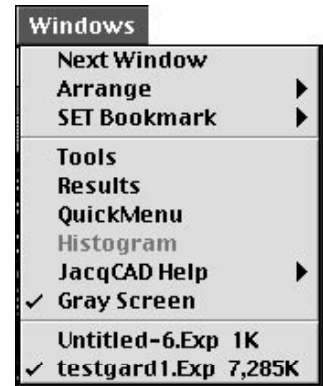 Windows
Next Window
Arrange
SET Bookmark
Tools
Results
QuickMenu
Histogram
JacqCAD Help
✓ Gray Screen
Untitled-6.Exp 1K
✓ testgard1.Exp 7,285K